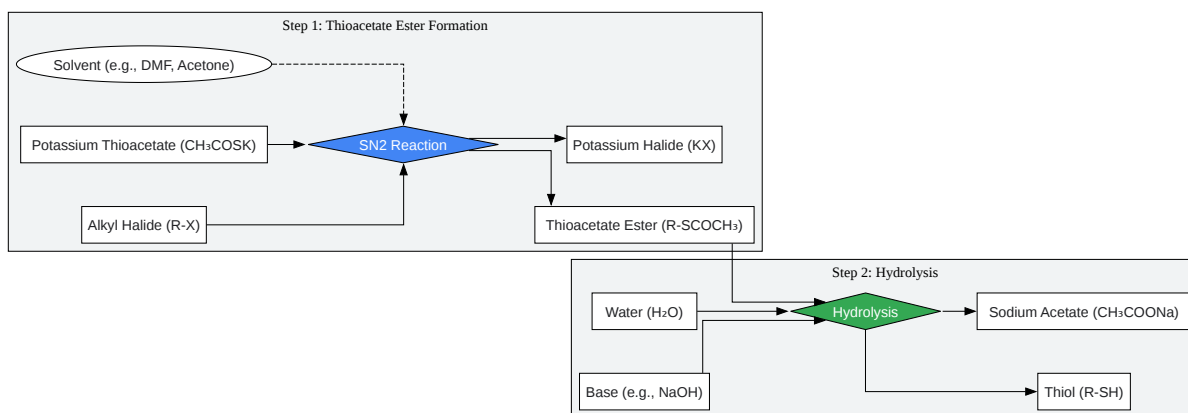 Step 1: Thioacetate Ester Formation
Solvent (e.g., DMF, Acetone)
Potassium Thioacetate (CH₃COSK)
SN2 Reaction
Potassium Halide (KX)
Alkyl Halide (R-X)
Thioacetate Ester (R-SCOCH₃)
Step 2: Hydrolysis
Water (H₂O)
Hydrolysis
Sodium Acetate (CH₃COONa)
Base (e.g., NaOH)
Thiol (R-SH)